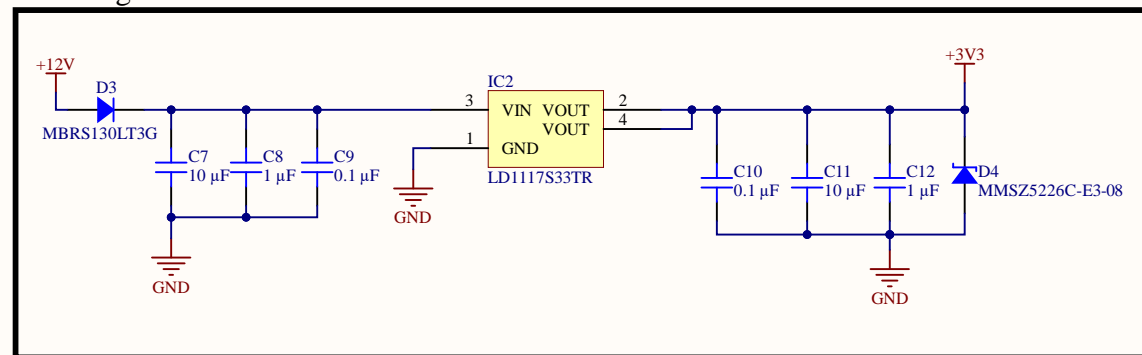 +12V
D3
MBRS130LT3G
C7
10 µF
C8
1 µF
C9
0.1 µF
GND
IC2
3
VIN
VOUT
2
VOUT
4
1
GND
LD1117S33TR
GND
+3V3
C10
0.1 µF
C11
10 µF
C12
1 µF
D4
MMSZ5226C-E3-08
GND